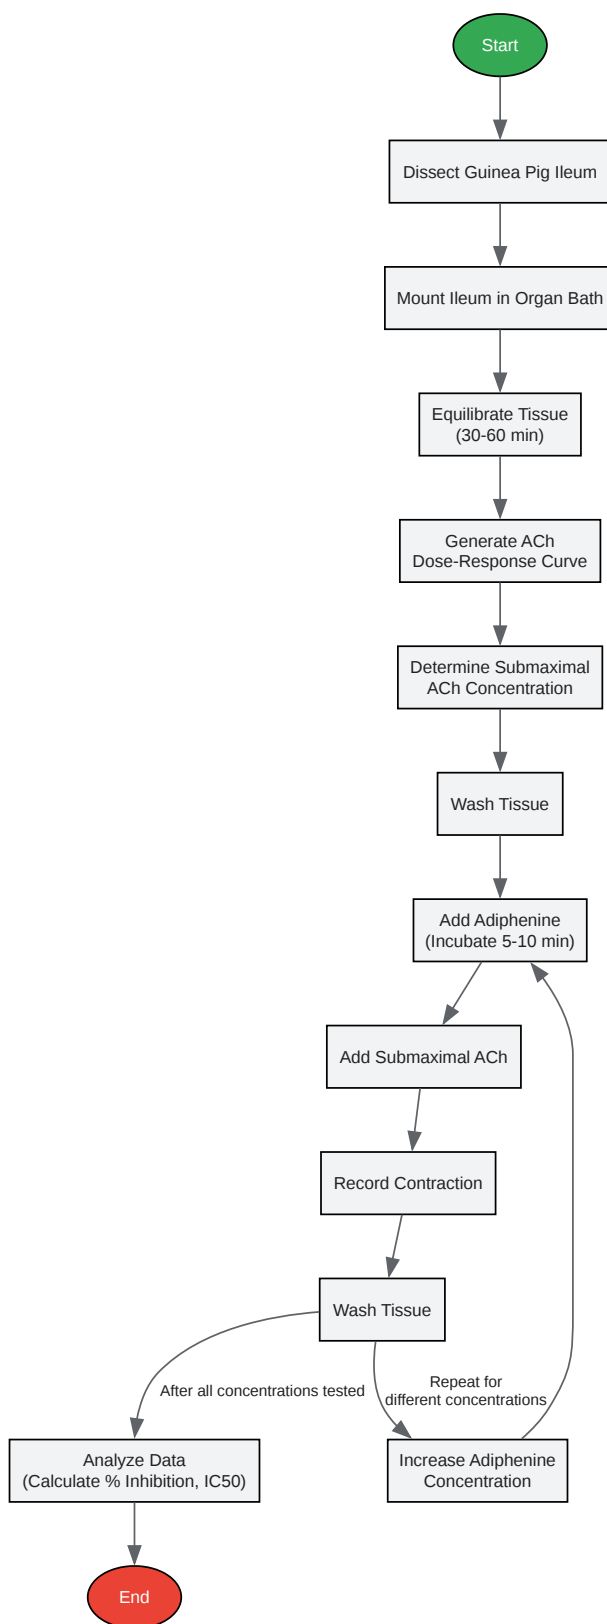 Start
Dissect Guinea Pig Ileum
Mount Ileum in Organ Bath
Equilibrate Tissue
(30-60 min)
Generate ACh
Dose-Response Curve
Determine Submaximal
ACh Concentration
Wash Tissue
Add Adiphenine
(Incubate 5-10 min)
Add Submaximal ACh
Record Contraction
Wash Tissue
After all concentrations tested
Repeat for
different concentrations
Analyze Data
(Calculate % Inhibition, IC50)
Increase Adiphenine
Concentration
End